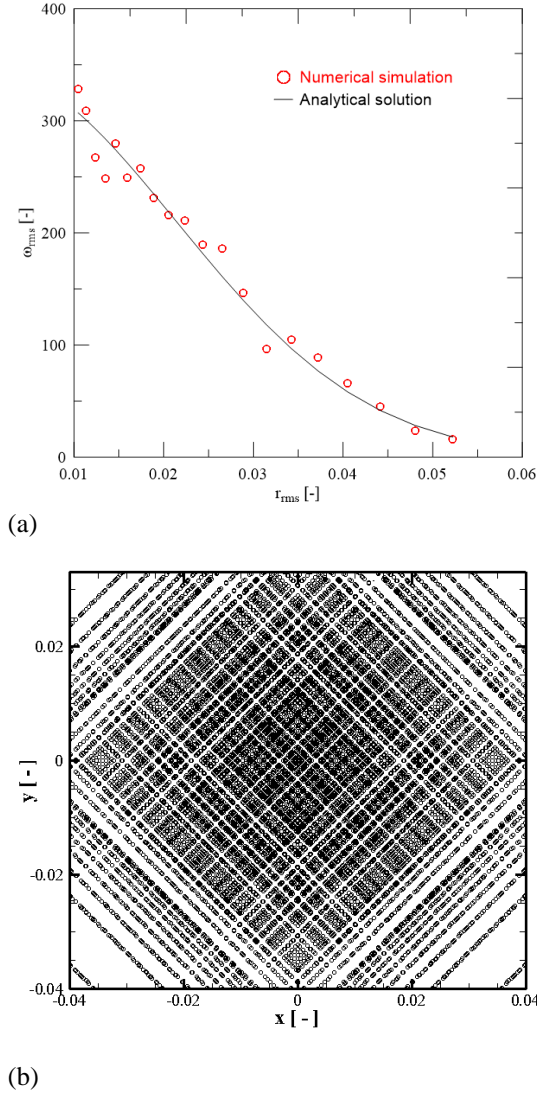 400
300
200
100
0
ω_rms [-]
Numerical simulation
Analytical solution
0.01 0.02 0.03 0.04 0.05 0.06
r_rms [-]
(a)
0.02
0
-0.02
-0.04
y [ - ]
-0.04 -0.02 0 0.02 0.04
x [ - ]
(b)